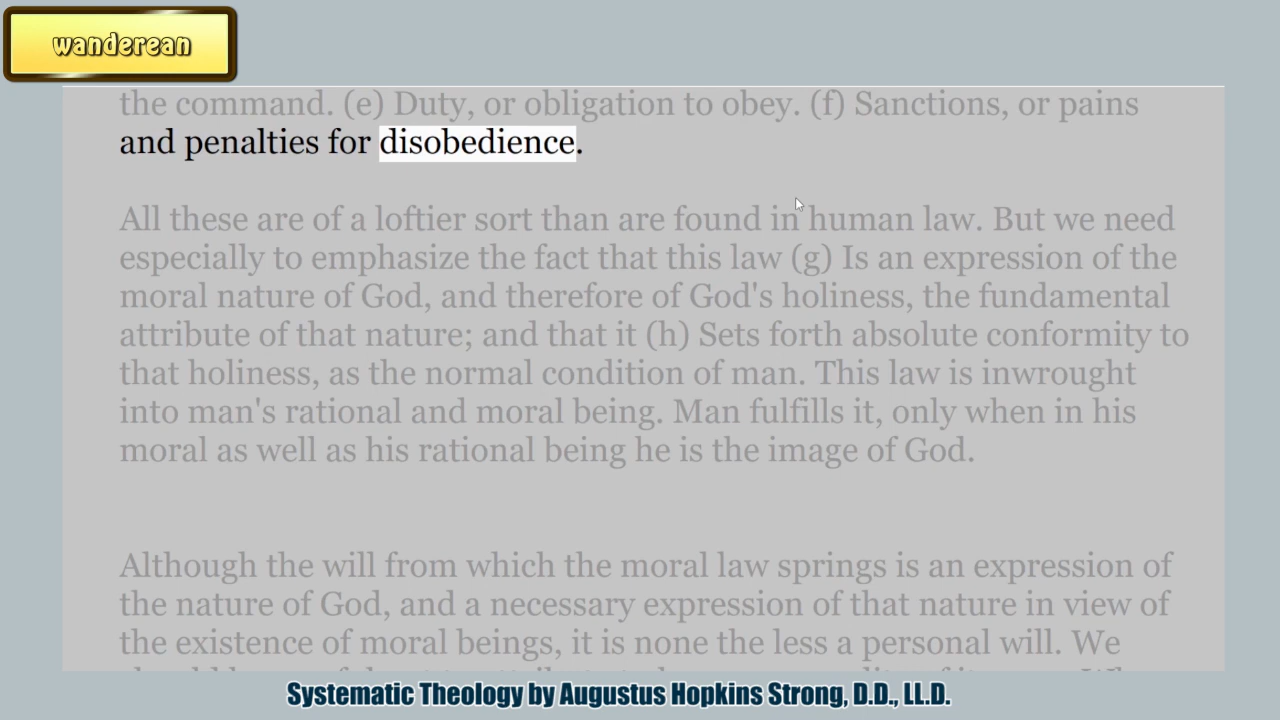 wanderean
the command. (e) Duty, or obligation to obey. (f) Sanctions, or pains
and penalties for disobedience.
All these are of a loftier sort than are found in human law. But we need
especially to emphasize the fact that this law (g) Is an expression of the
moral nature of God, and therefore of God's holiness, the fundamental
attribute of that nature; and that it (h) Sets forth absolute conformity to
that holiness, as the normal condition of man. This law is inwrought
into man's rational and moral being. Man fulfills it, only when in his
moral as well as his rational being he is the image of God.
Although the will from which the moral law springs is an expression of
the nature of God, and a necessary expression of that nature in view of
the existence of moral beings, it is none the less a personal will. We
Systematic Theology by Augustus Hopkins Strong, D.D., LL.D.